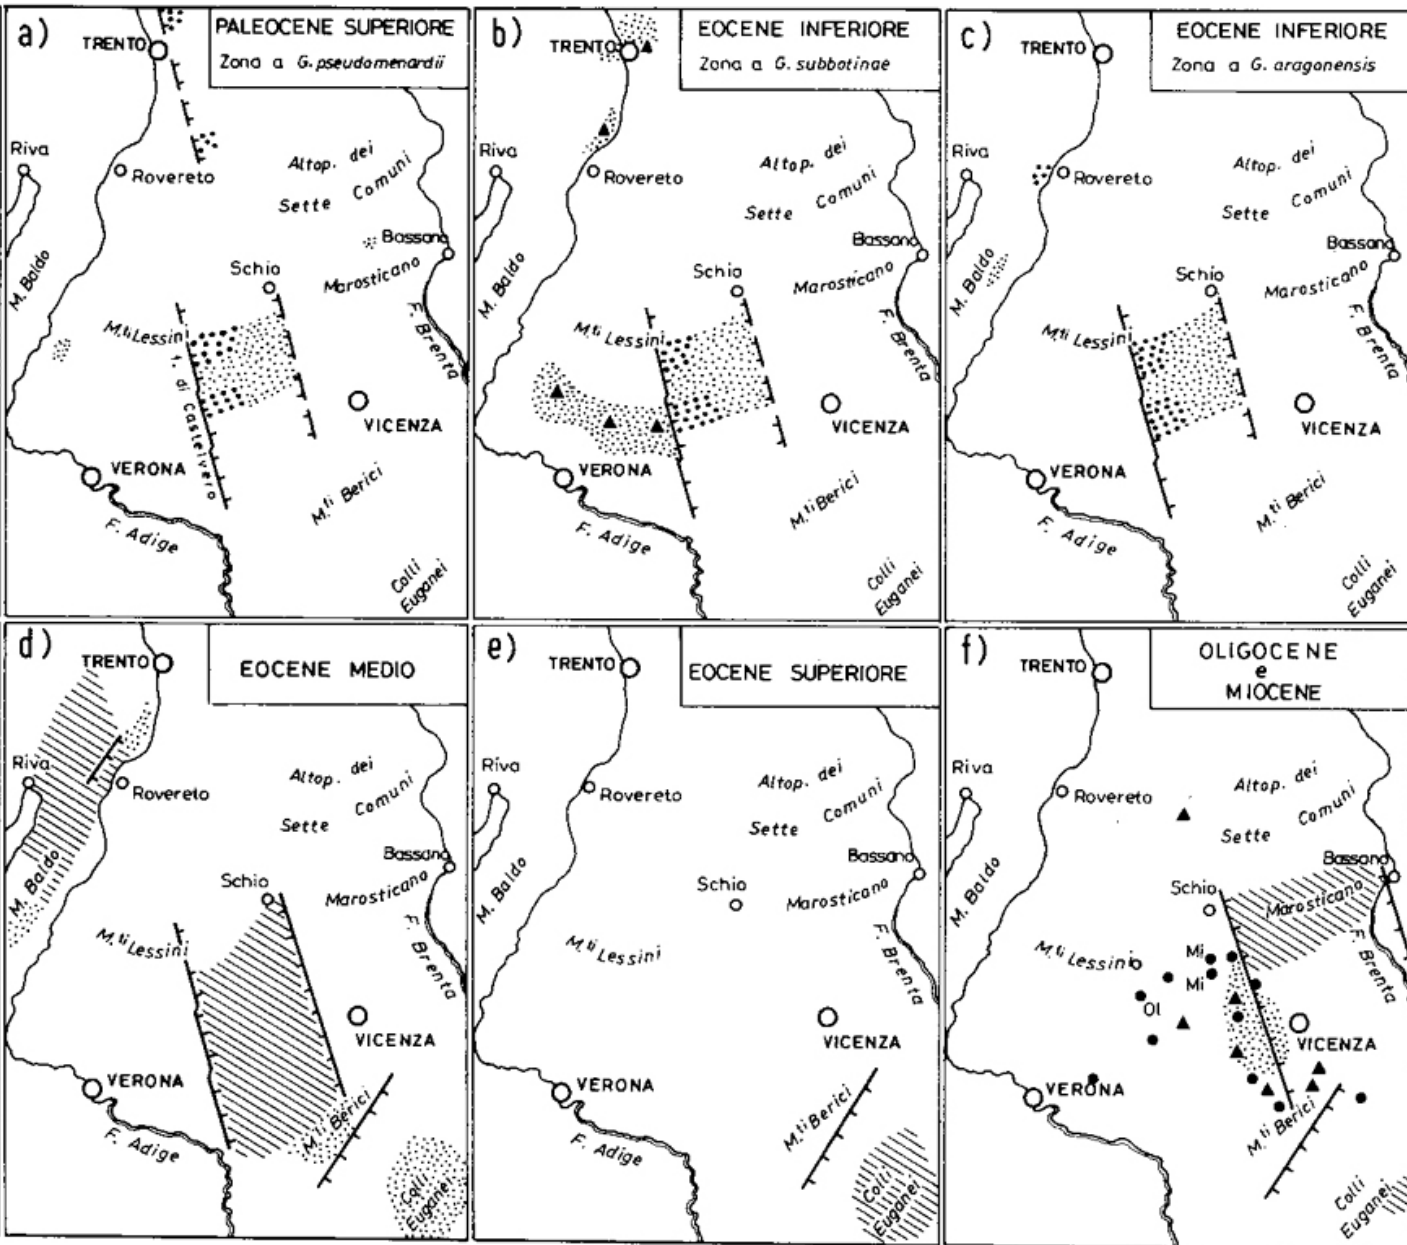 a)
PALEOCENE SUPERIORE
Zona a G. pseudomenardii
TRENTO
Riva
Rovereto
Altop. dei
Sette Comuni
M. Baldo
Bassano
Schio
Marosticano
M.ti Lessini
F. Brenta
t. di Castelvero
VICENZA
VERONA
M.ti Berici
F. Adige
Colli
Euganei
b)
EOCENE INFERIORE
Zona a G. subbotinae
TRENTO
Riva
Rovereto
Altop. dei
Sette Comuni
M. Baldo
Bassano
Schio
Marosticano
M.ti Lessini
F. Brenta
VICENZA
VERONA
M.ti Berici
F. Adige
Colli
Euganei
c)
EOCENE INFERIORE
Zona a G. aragonensis
TRENTO
Riva
Rovereto
Altop. dei
Sette Comuni
M. Baldo
Bassano
Schio
Marosticano
M.ti Lessini
F. Brenta
VICENZA
VERONA
M.ti Berici
F. Adige
Colli
Euganei
d)
EOCENE MEDIO
TRENTO
Riva
Rovereto
Altop. dei
Sette Comuni
M. Baldo
Bassano
Schio
Marosticano
M.ti Lessini
F. Brenta
VICENZA
VERONA
M.ti Berici
F. Adige
Colli
Euganei
e)
EOCENE SUPERIORE
TRENTO
Riva
Rovereto
Altop. dei
Sette Comuni
M. Baldo
Bassano
Schio
Marosticano
M.ti Lessini
F. Brenta
VICENZA
VERONA
M.ti Berici
F. Adige
Colli
Euganei
f)
OLIGOCENE
e
MIOCENE
TRENTO
Riva
Rovereto
Altop. dei
Sette Comuni
M. Baldo
Bassano
Schio
Marosticano
M.ti Lessini
Mi
Mi
F. Brenta
Ol
VICENZA
VERONA
M.ti Berici
F. Adige
Colli
Euganei